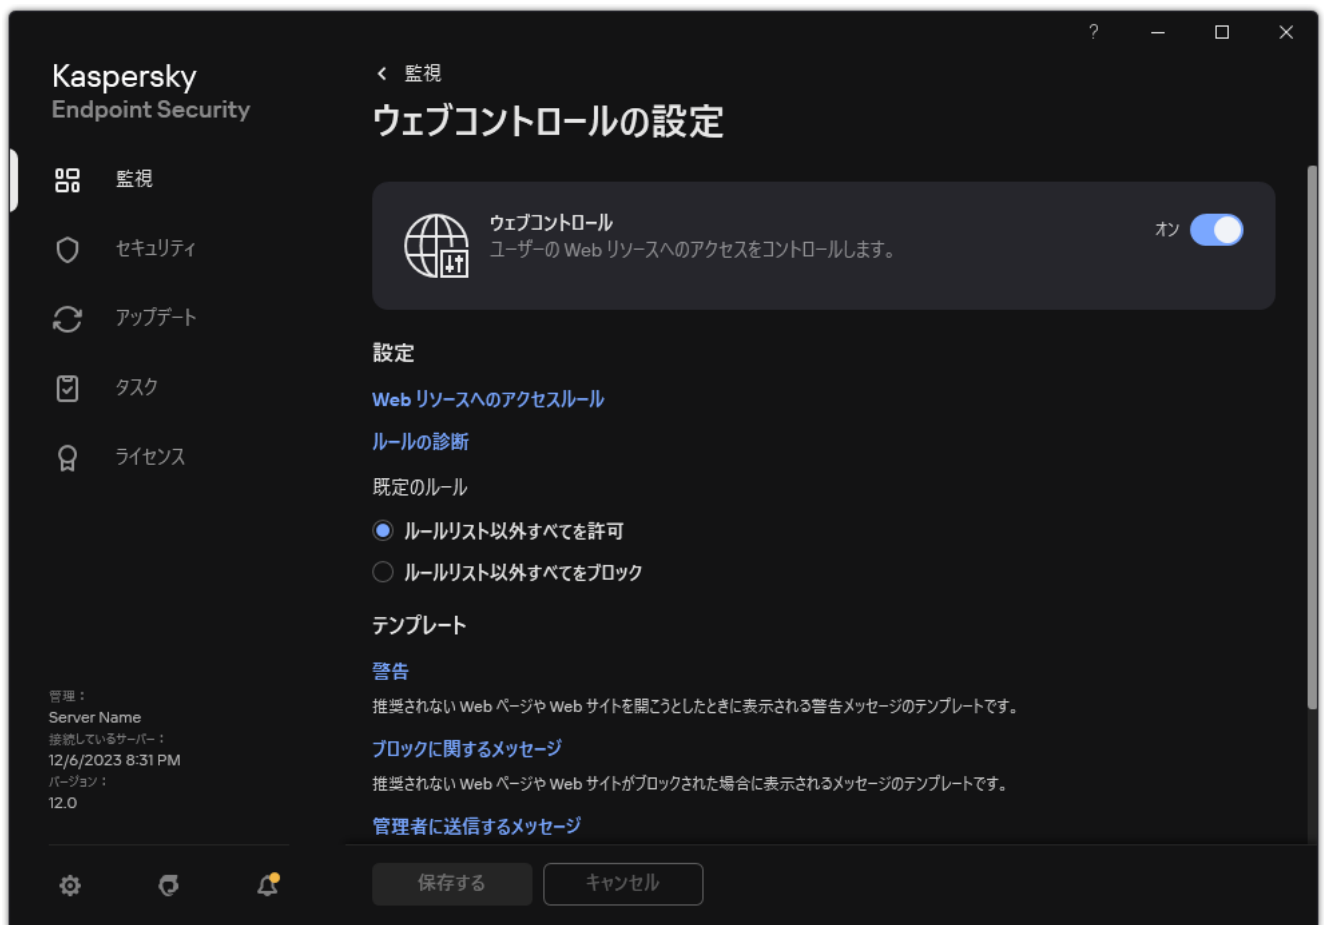 ?
Kaspersky
Endpoint Security
監視
セキュリティ
アップデート
タスク
ライセンス
管理：
Server Name
接続しているサーバー：
12/6/2023 8:31 PM
バージョン：
12.0
監視
ウェブコントロールの設定
ウェブコントロール
ユーザーの Web リソースへのアクセスをコントロールします。
オン
設定
Web リソースへのアクセスルール
ルールの診断
既定のルール
ルールリスト以外すべてを許可
ルールリスト以外すべてをブロック
テンプレート
警告
推奨されない Web ページや Web サイトを開こうとしたときに表示される警告メッセージのテンプレートです。
ブロックに関するメッセージ
推奨されない Web ページや Web サイトがブロックされた場合に表示されるメッセージのテンプレートです。
管理者に送信するメッセージ
保存する
キャンセル